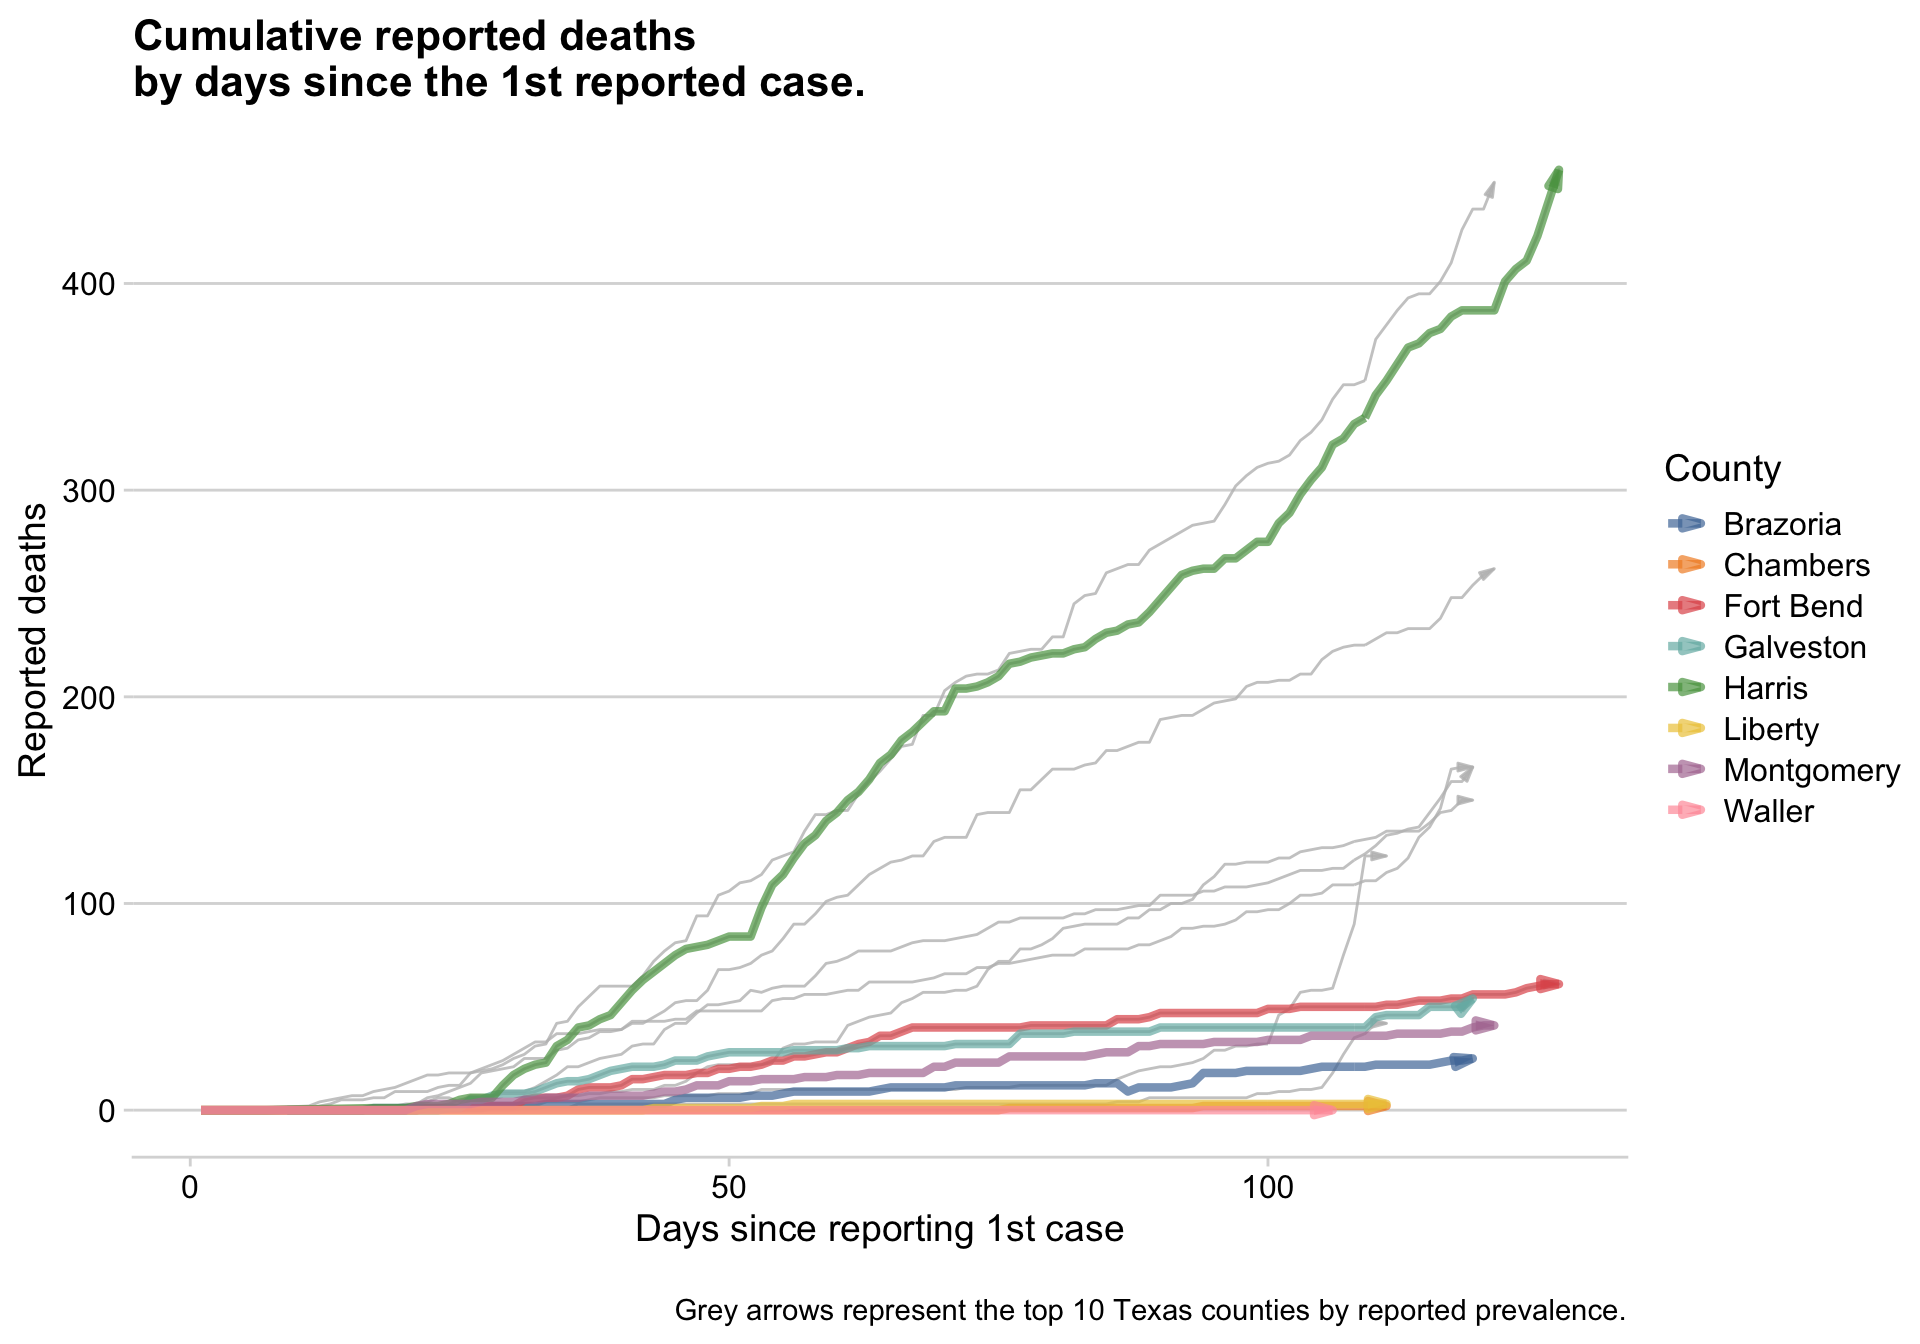 Cumulative reported deaths
by days since the 1st reported case.
Reported deaths
400
300
200
100
0
0
50
100
Days since reporting 1st case
County
Brazoria
Chambers
Fort Bend
Galveston
Harris
Liberty
Montgomery
Waller
Grey arrows represent the top 10 Texas counties by reported prevalence.